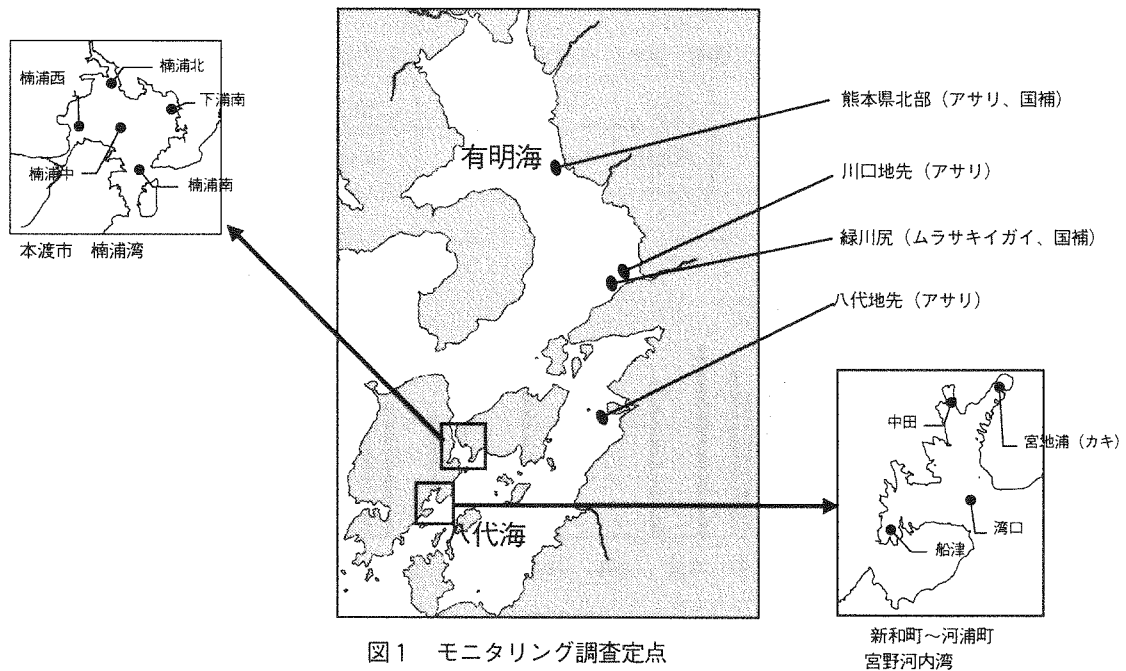 楠浦西
楠浦北
下浦南
楠浦中
楠浦南
本渡市 楠浦湾
有明海
八代海
熊本県北部（アサリ、国補）
川口地先（アサリ）
緑川尻（ムラサキイガイ、国補）
八代地先（アサリ）
中田
宮地浦（カキ）
湾口
船津
新和町～河浦町
宮野河内湾
図1 モニタリング調査定点